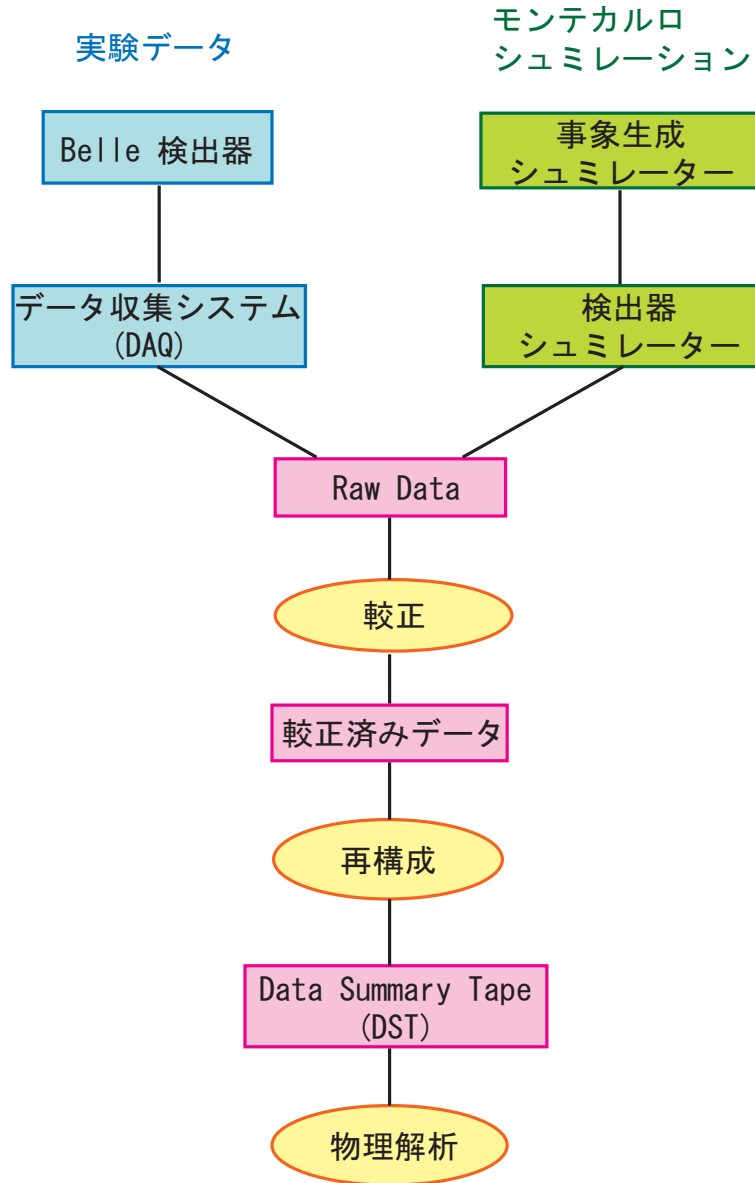 実験データ
モンテカルロ
シュミレーション
Belle 検出器
事象生成
シュミレーター
データ収集システム
(DAQ)
検出器
シュミレーター
Raw Data
較正
較正済みデータ
再構成
Data Summary Tape
(DST)
物理解析